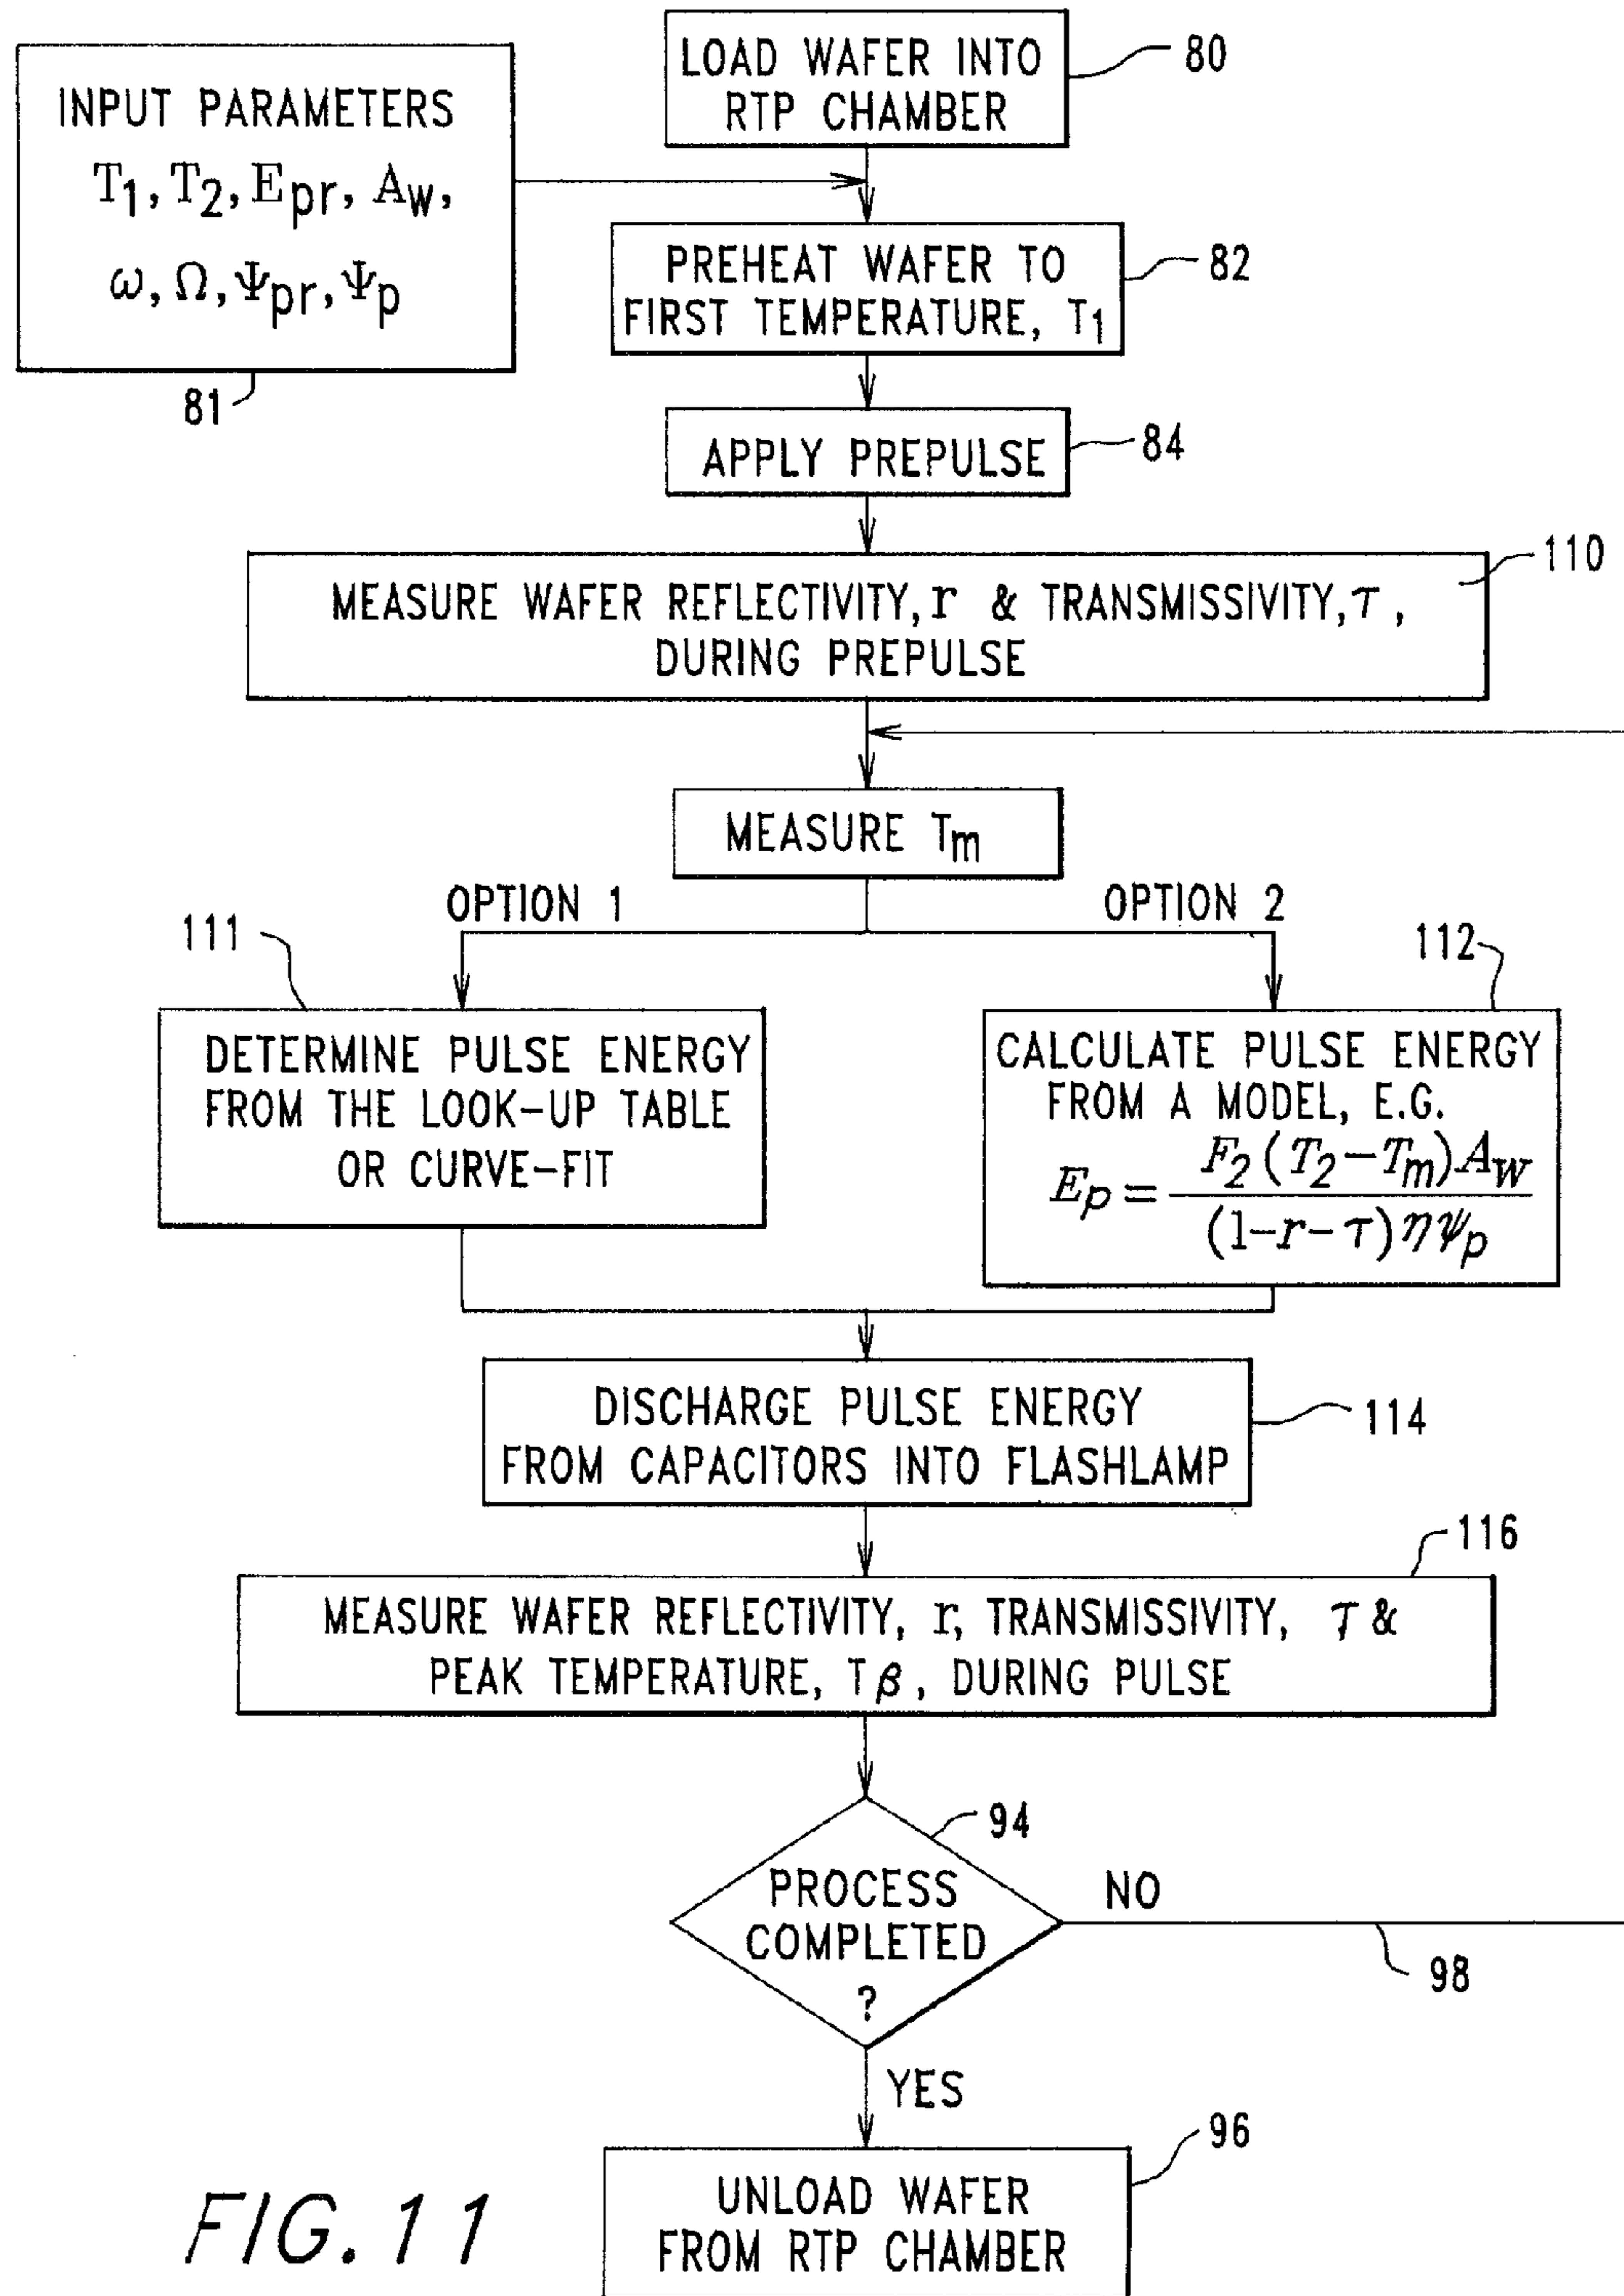 LOAD WAFER INTO
RTP CHAMBER
80
INPUT PARAMETERS
T1, T2, Epr, Aw,
ω, Ω, Ψpr, Ψp
81
PREHEAT WAFER TO
FIRST TEMPERATURE, T1
82
APPLY PREPULSE
84
MEASURE WAFER REFLECTIVITY, r & TRANSMISSIVITY, τ,
DURING PREPULSE
110
MEASURE Tm
OPTION 1
OPTION 2
111
DETERMINE PULSE ENERGY
FROM THE LOOK-UP TABLE
OR CURVE-FIT
112
CALCULATE PULSE ENERGY
FROM A MODEL, E.G.
Ep = F2 (T2-Tm)Aw / (1-r-τ) η ψp
DISCHARGE PULSE ENERGY
FROM CAPACITORS INTO FLASHLAMP
114
116
MEASURE WAFER REFLECTIVITY, r, TRANSMISSIVITY, τ &
PEAK TEMPERATURE, Tβ, DURING PULSE
94
PROCESS
COMPLETED
?
NO
98
YES
96
UNLOAD WAFER
FROM RTP CHAMBER
FIG. 11